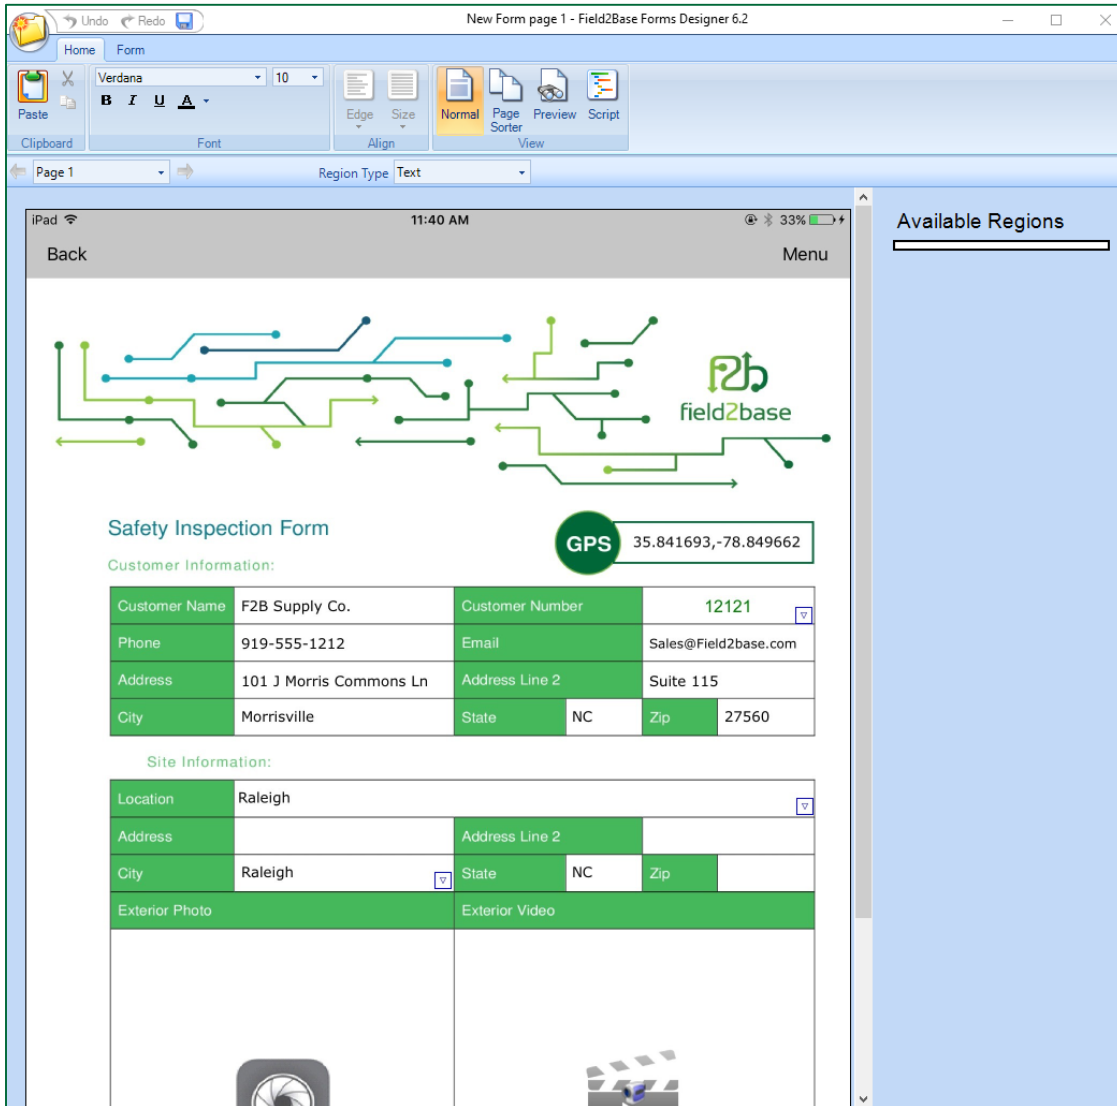 Undo Redo New Form page 1 - Field2Base Forms Designer 6.2
Home Form
Verdana 10
B I U A
Paste Edge Size Normal Page Sorter Preview Script
Clipboard Font Align View
Page 1 Region Type Text
iPad 11:40 AM 33%
Available Regions
Back Menu
f2b
field2base
Safety Inspection Form
GPS 35.841693,-78.849662
Customer Information:
Customer Name F2B Supply Co. Customer Number 12121
Phone 919-555-1212 Email Sales@Field2base.com
Address 101 J Morris Commons Ln Address Line 2 Suite 115
City Morrisville State NC Zip 27560
Site Information:
Location Raleigh
Address Address Line 2
City Raleigh State NC Zip
Exterior Photo Exterior Video